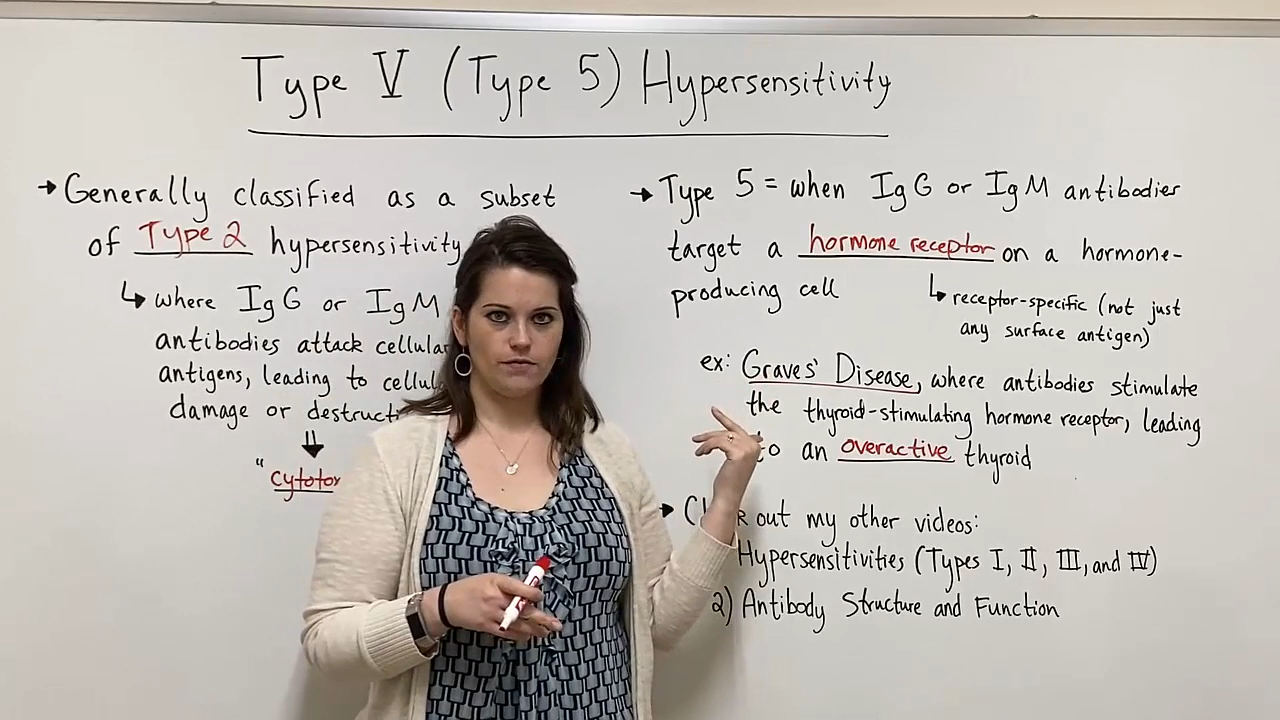 Type V (Type 5) Hypersensitivity
→ Generally classified as a subset
of Type 2 hypersensitivity
↳ where IgG or IgM
antibodies attack cellular
antigens, leading to
damage or
"
→ Type 5 = when IgG or IgM antibodies
target a hormone receptor on a hormone-
producing cell
↳ receptor-specific (not just
any surface antigen)
ex: Graves' Disease, where antibodies stimulate
the thyroid-stimulating hormone receptor, leading
to an overactive thyroid
→ out my other videos:
Hypersensitivities (Types I, II, III, and IV)
2) Antibody Structure and Function